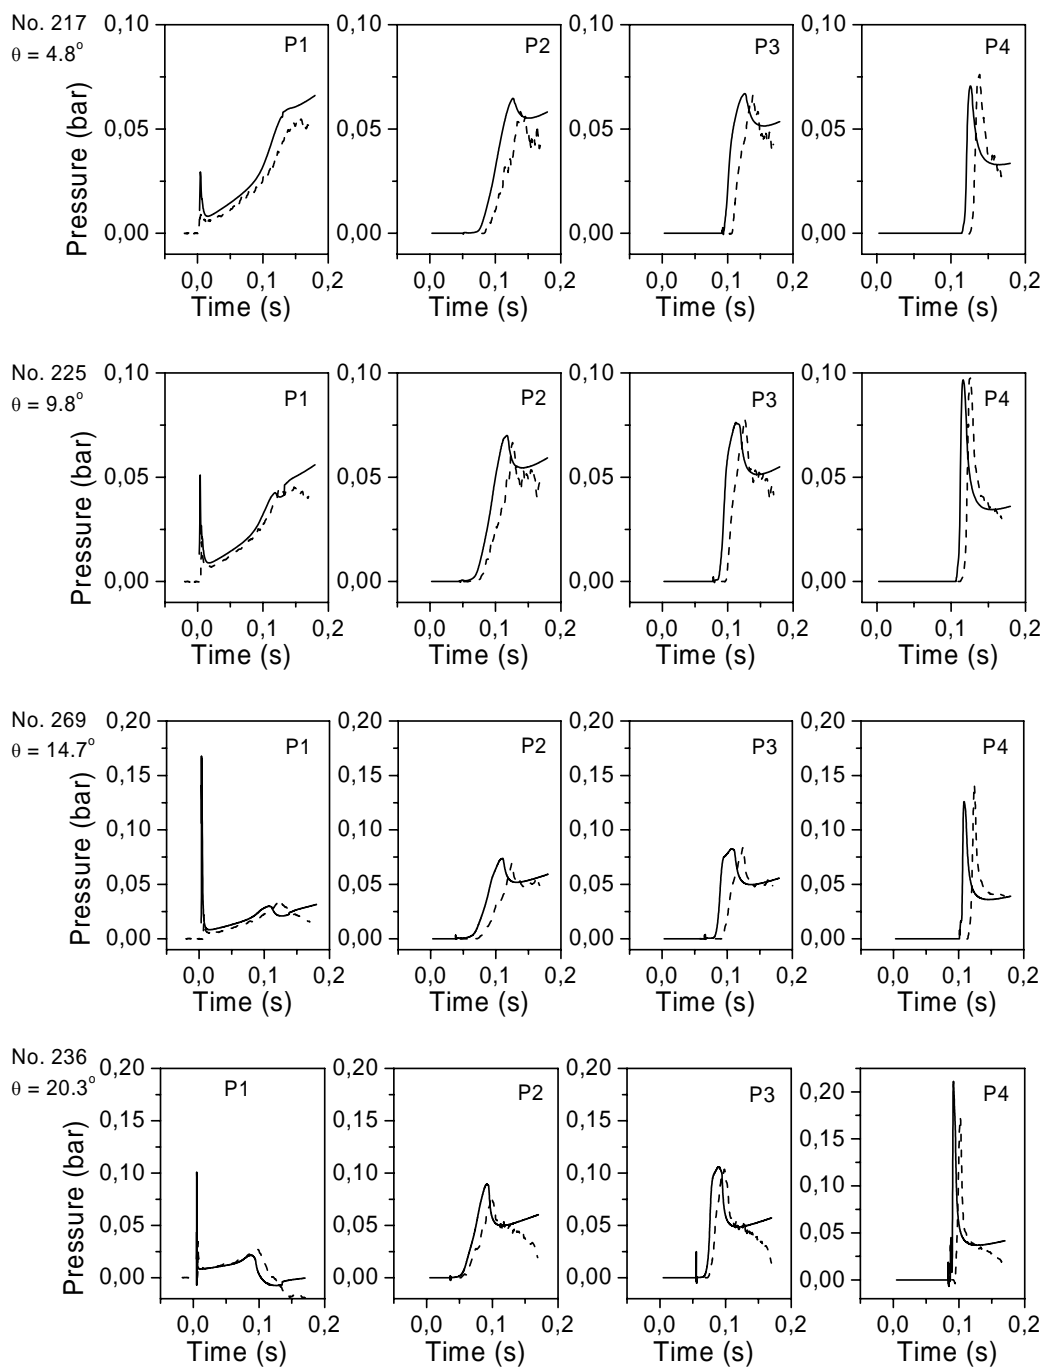 No. 217
θ = 4.8°
Pressure (bar)
0,10
0,05
0,00
P1
0,0 0,1 0,2
Time (s)
0,10
0,05
0,00
P2
0,0 0,1 0,2
Time (s)
0,10
0,05
0,00
P3
0,0 0,1 0,2
Time (s)
0,10
0,05
0,00
P4
0,0 0,1 0,2
Time (s)
No. 225
θ = 9.8°
Pressure (bar)
0,10
0,05
0,00
P1
0,0 0,1 0,2
Time (s)
0,10
0,05
0,00
P2
0,0 0,1 0,2
Time (s)
0,10
0,05
0,00
P3
0,0 0,1 0,2
Time (s)
0,10
0,05
0,00
P4
0,0 0,1 0,2
Time (s)
No. 269
θ = 14.7°
Pressure (bar)
0,20
0,15
0,10
0,05
0,00
P1
0,0 0,1 0,2
Time (s)
0,20
0,15
0,10
0,05
0,00
P2
0,0 0,1 0,2
Time (s)
0,20
0,15
0,10
0,05
0,00
P3
0,0 0,1 0,2
Time (s)
0,20
0,15
0,10
0,05
0,00
P4
0,0 0,1 0,2
Time (s)
No. 236
θ = 20.3°
Pressure (bar)
0,20
0,15
0,10
0,05
0,00
P1
0,0 0,1 0,2
Time (s)
0,20
0,15
0,10
0,05
0,00
P2
0,0 0,1 0,2
Time (s)
0,20
0,15
0,10
0,05
0,00
P3
0,0 0,1 0,2
Time (s)
0,20
0,15
0,10
0,05
0,00
P4
0,0 0,1 0,2
Time (s)